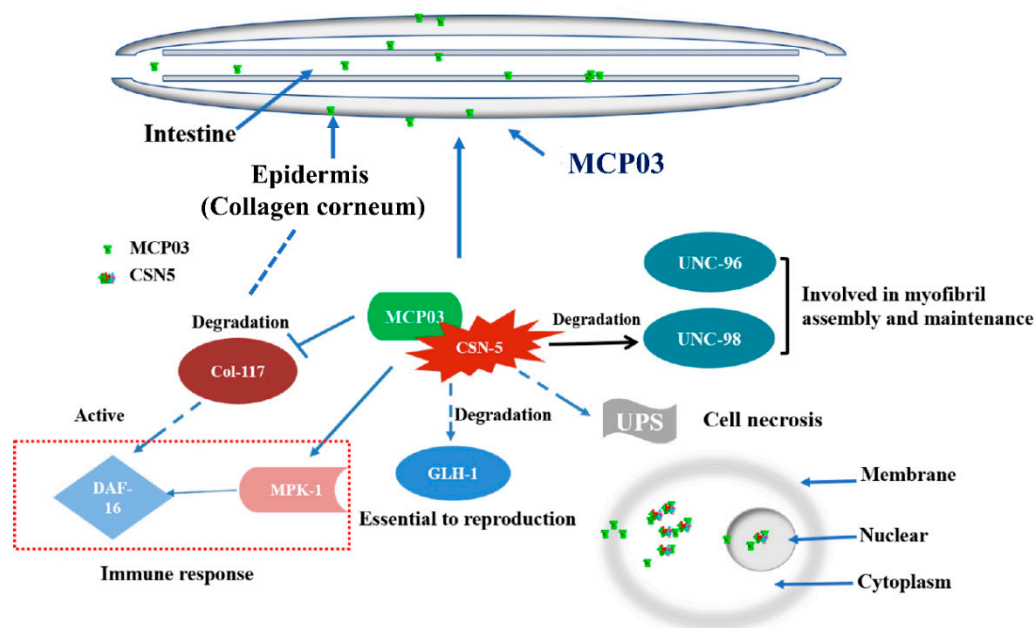 Intestine
MCP03
Epidermis
(Collagen corneum)
MCP03
CSN5
UNC-96
Involved in myofibril
assembly and maintenance
Degradation
MCP03
Degradation
UNC-98
CSN-5
Col-117
Active
Degradation
UPS
Cell necrosis
DAF-
16
MPK-1
GLH-1
Membrane
Essential to reproduction
Nuclear
Immune response
Cytoplasm